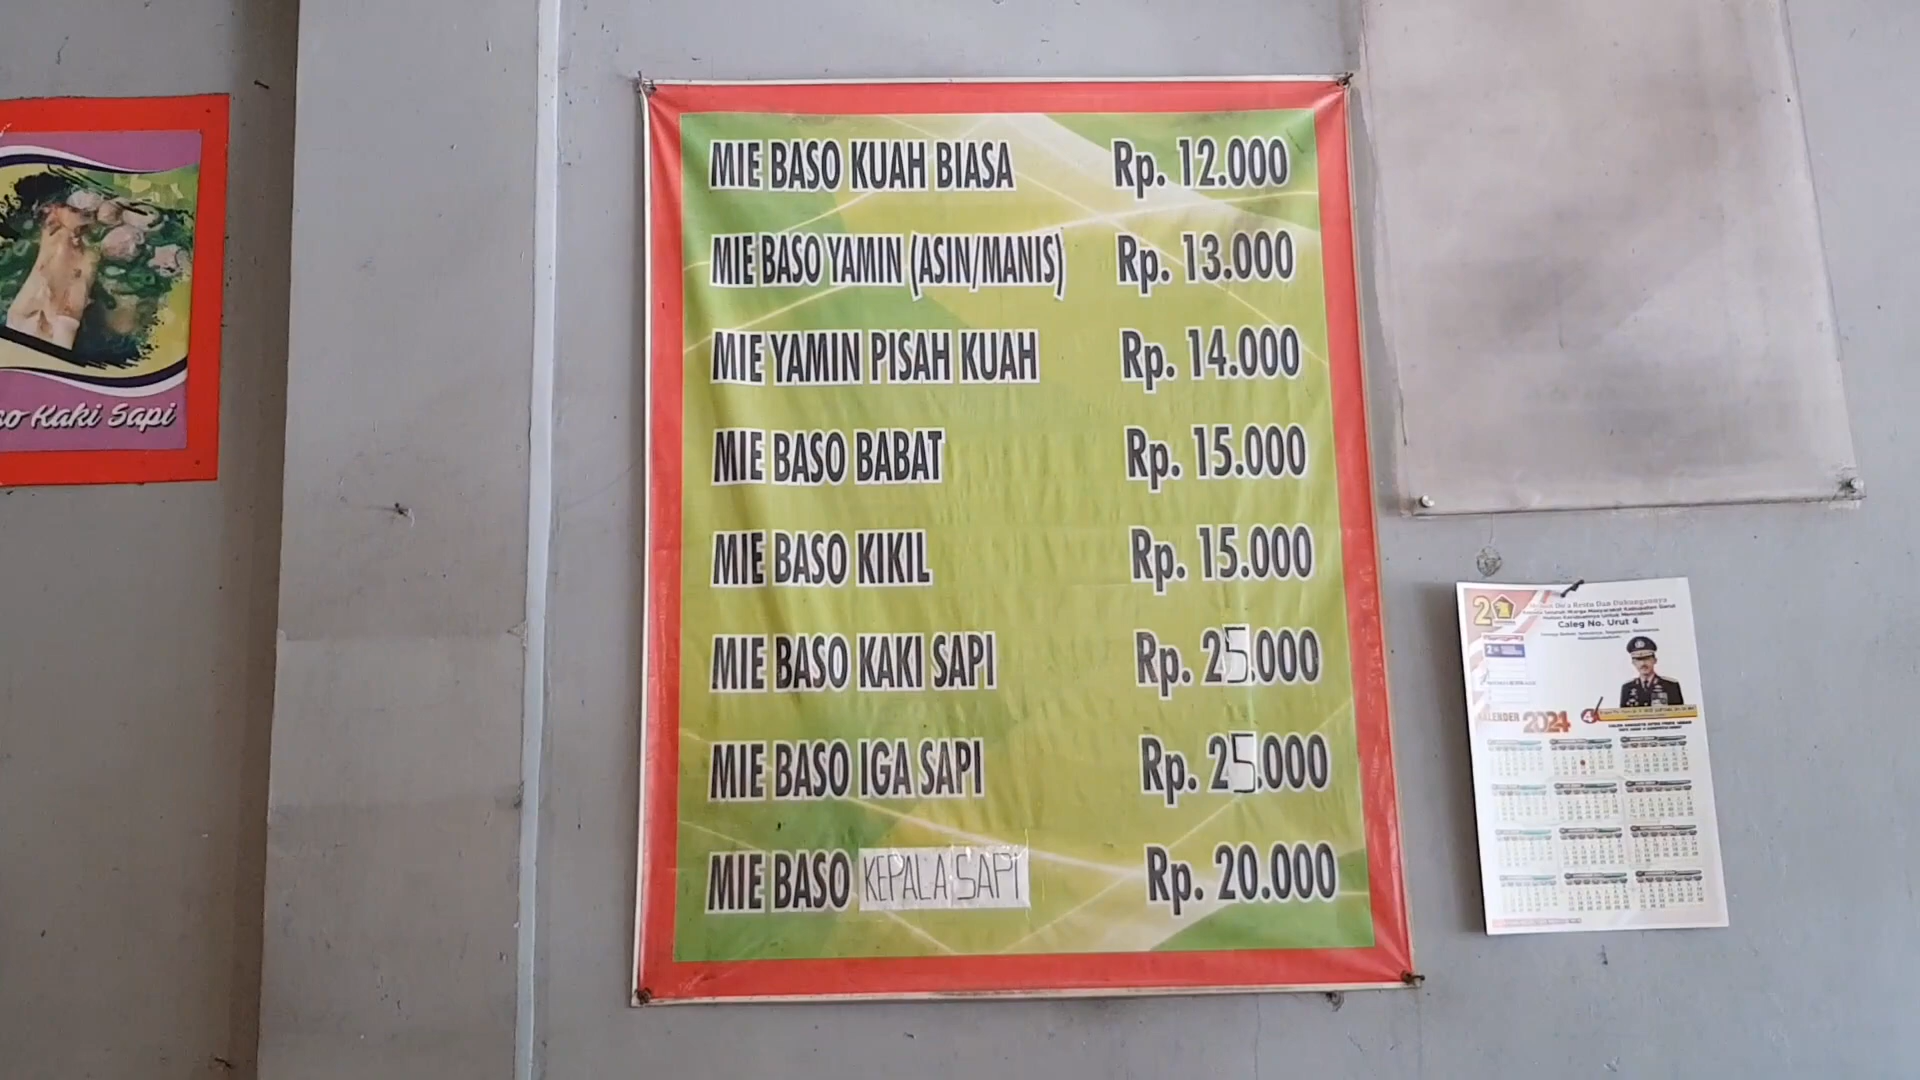 Kaki Sapi
MIE BASO KUAH BIASA Rp. 12.000
MIE BASO YAMIN (ASIN/MANIS) Rp. 13.000
MIE YAMIN PISAH KUAH Rp. 14.000
MIE BASO BABAT Rp. 15.000
MIE BASO KIKIL Rp. 15.000
MIE BASO KAKI SAPI Rp. 25.000
MIE BASO IGA SAPI Rp. 25.000
MIE BASO KEPALA SAPI Rp. 20.000
2
Caleg No. Urut 4
2024
4